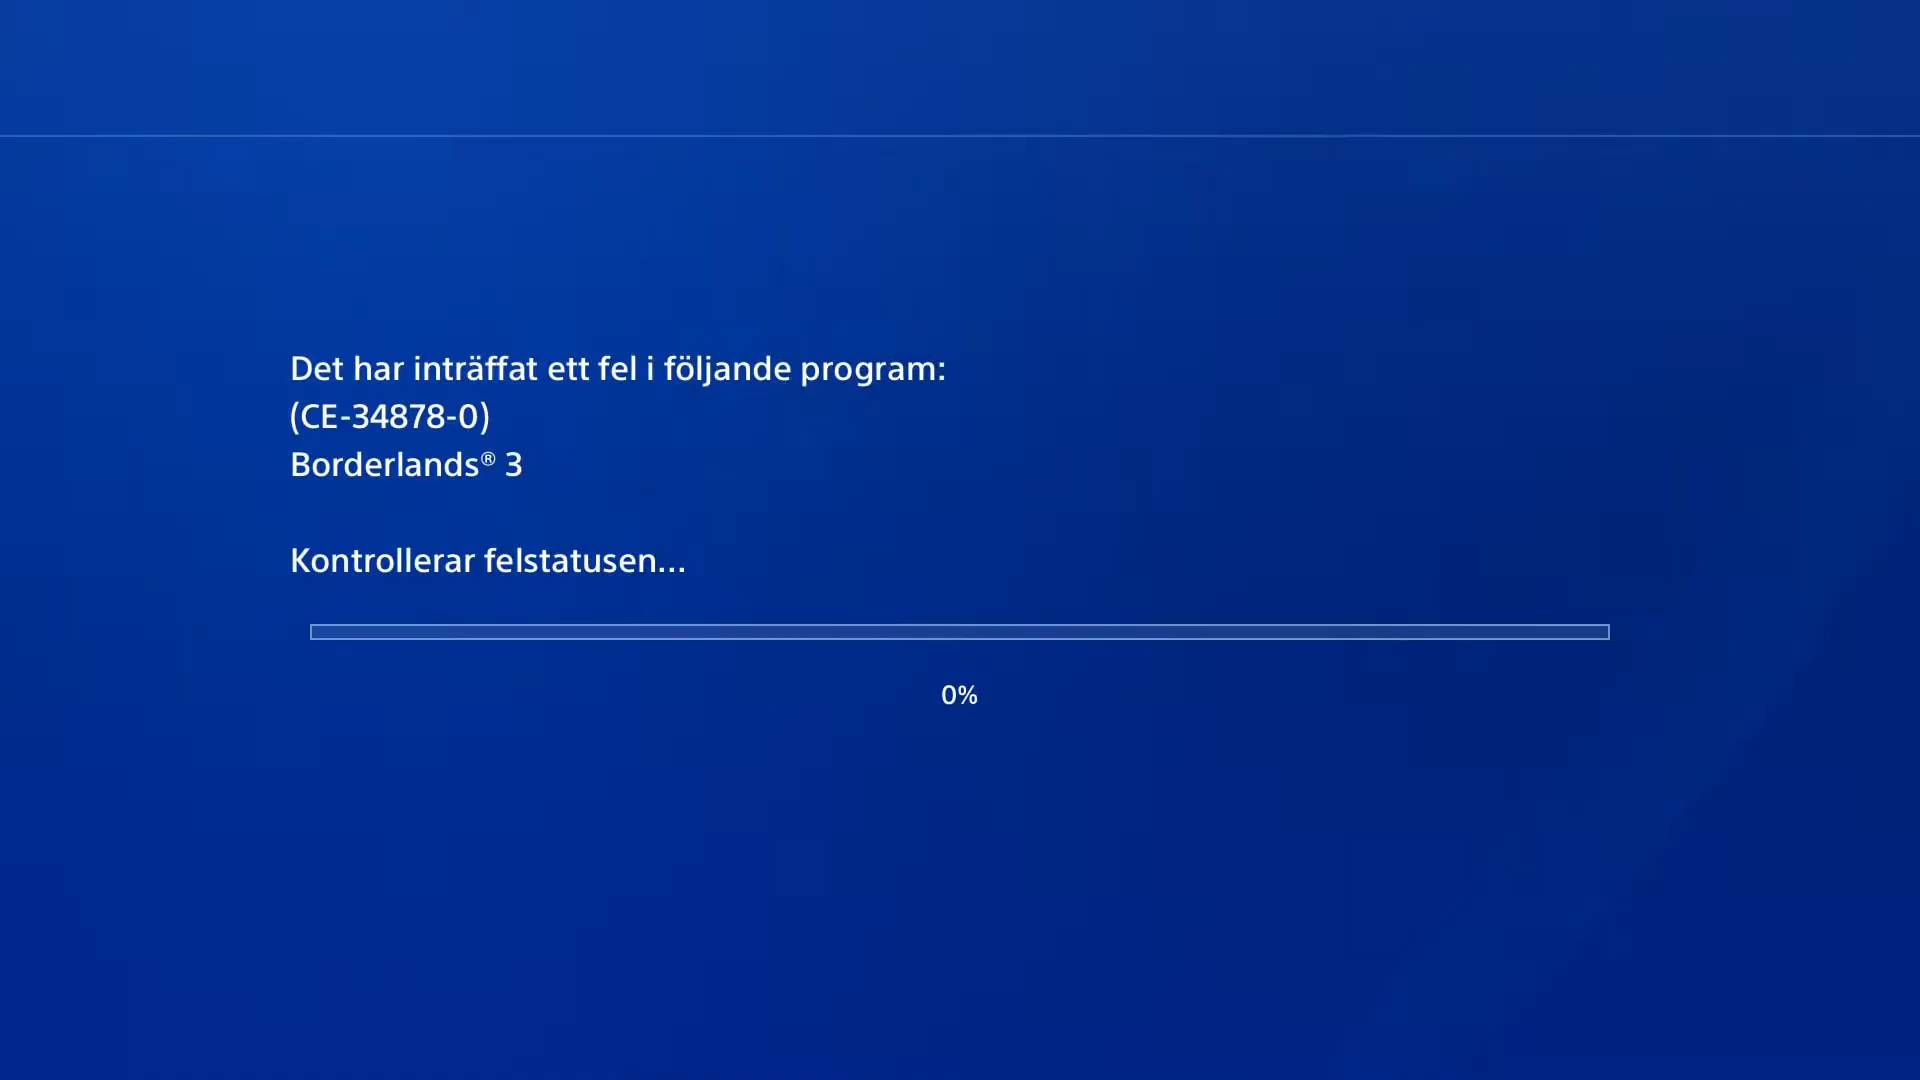 Det har inträffat ett fel i följande program:
(CE-34878-0)
Borderlands® 3
Kontrollerar felstatusen...
0%